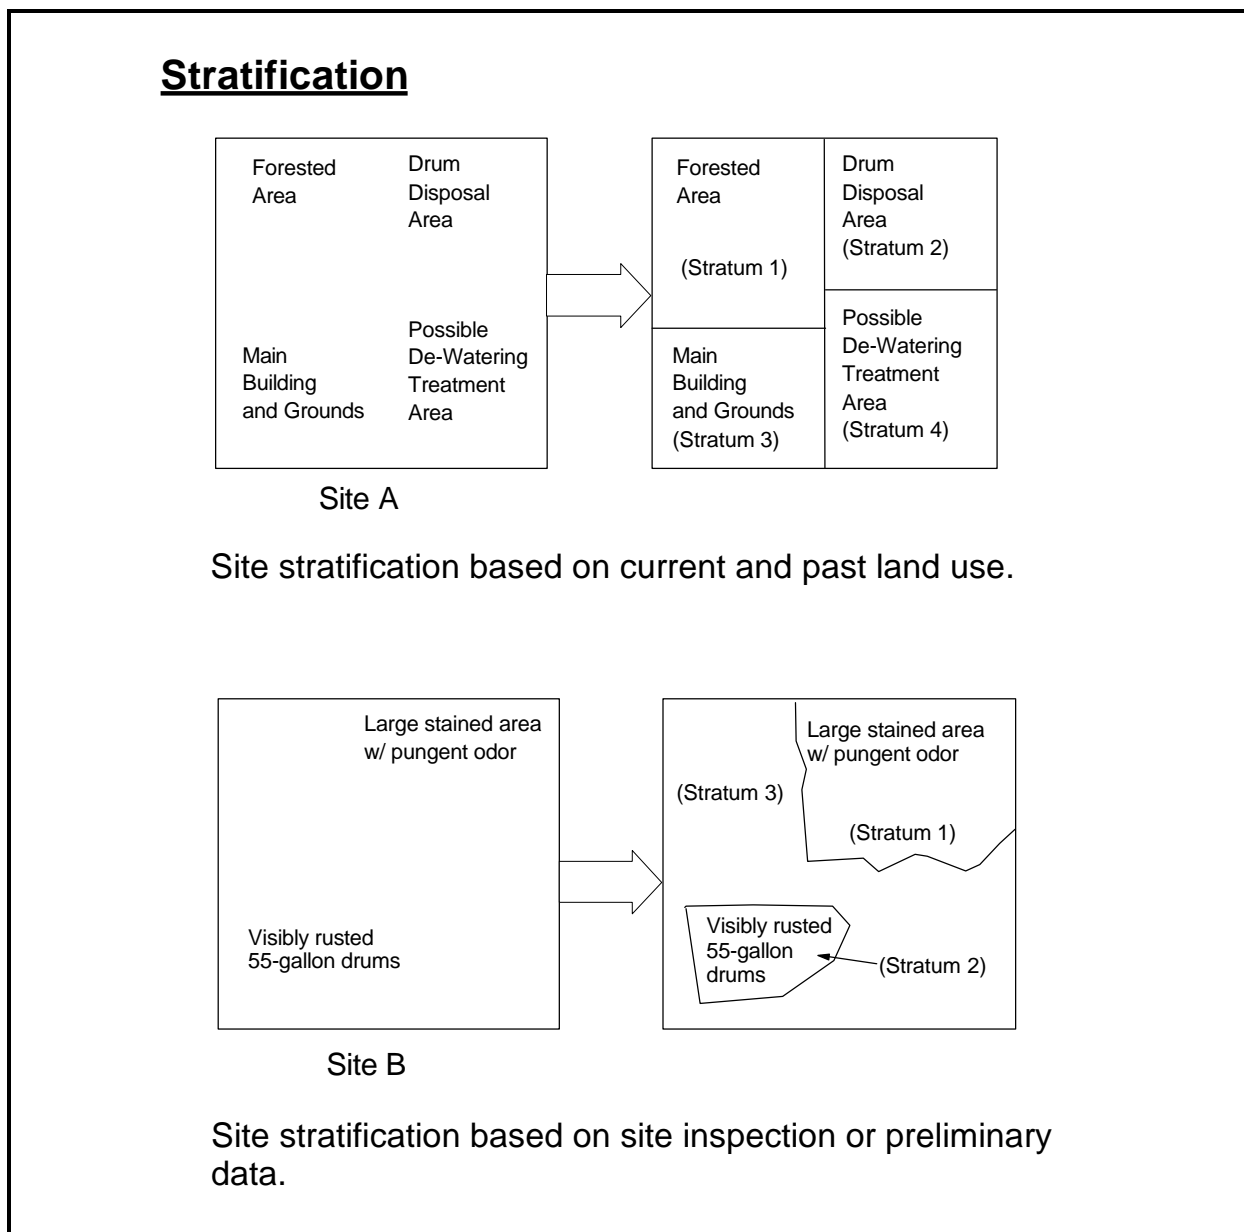 Stratification
Forested
Area
Drum
Disposal
Area
Main
Building
and Grounds
Possible
De-Watering
Treatment
Area
Forested
Area
(Stratum 1)
Drum
Disposal
Area
(Stratum 2)
Main
Building
and Grounds
(Stratum 3)
Possible
De-Watering
Treatment
Area
(Stratum 4)
Site A
Site stratification based on current and past land use.
Large stained area
w/ pungent odor
Visibly rusted
55-gallon drums
Large stained area
w/ pungent odor
(Stratum 3)
(Stratum 1)
Visibly rusted
55-gallon
drums
(Stratum 2)
Site B
Site stratification based on site inspection or preliminary
data.